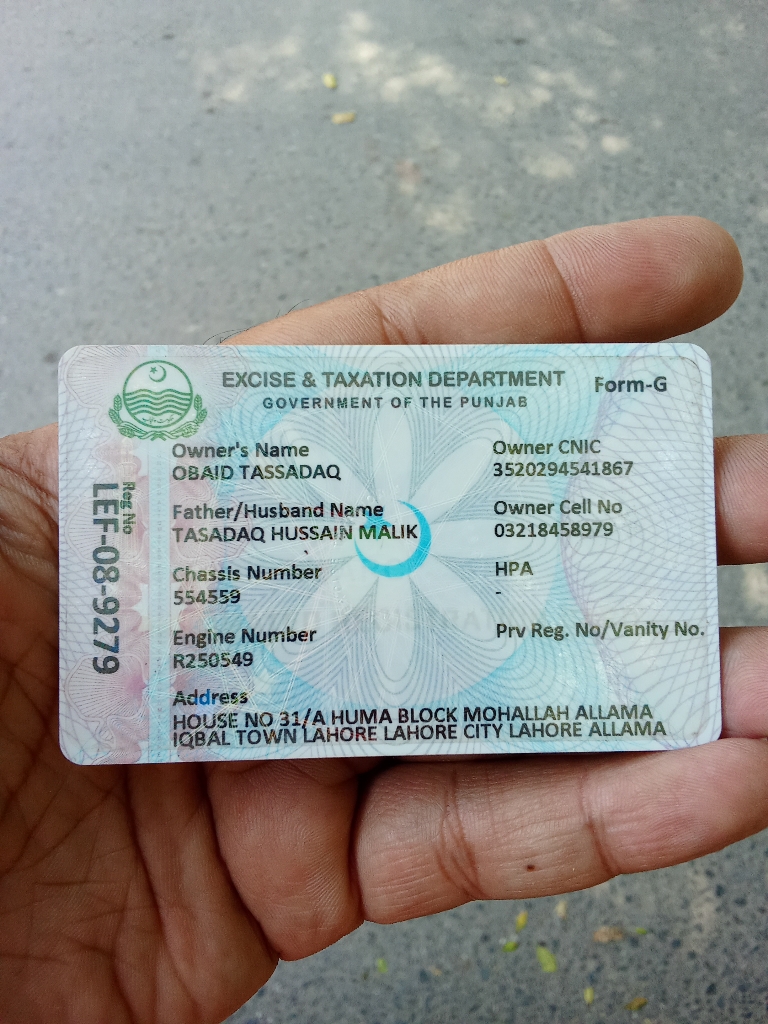 EXCISE & TAXATION DEPARTMENT
Form-G
GOVERNMENT OF THE PUNJAB
Owner's Name
OBAID TASSADAQ
Owner CNIC
3520294541867
Father/Husband Name
TASADAQ HUSSAIN MALIK
Owner Cell No
03218458979
Chassis Number
554559
HPA
-
Engine Number
R250549
Prv Reg. No/Vanity No.
Address
HOUSE NO 31/A HUMA BLOCK MOHALLAH ALLAMA
IQBAL TOWN LAHORE LAHORE CITY LAHORE ALLAMA
Reg No
LEF-08-9279